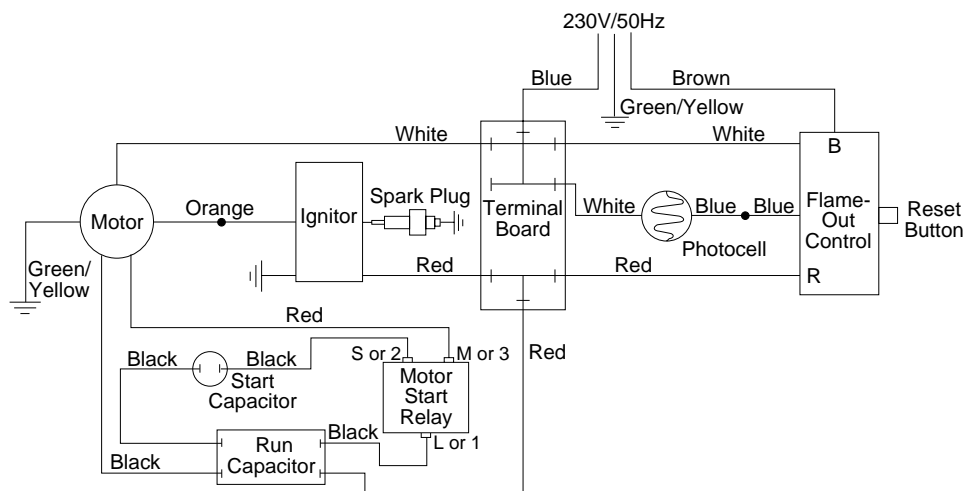 230V/50Hz
Blue
Brown
Green/Yellow
White
White
B
Orange
Ignitor
Spark Plug
Motor
Terminal
Board
White
Blue
Blue
Photocell
Flame-
Out
Control
Reset
Button
Green/
Yellow
Red
Red
R
Red
Red
Black
Black
S or 2
M or 3
Start
Capacitor
Motor
Start
Relay
L or 1
Black
Run
Capacitor
Black